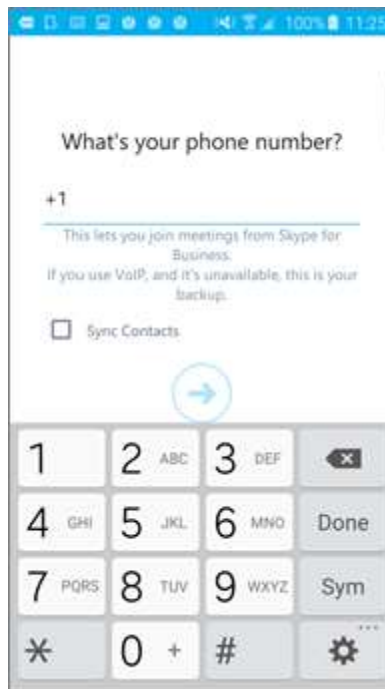 100% 11:25
What's your phone number?
+1
This lets you join meetings from Skype for
Business.
If you use VoIP, and it's unavailable, this is your
backup.
Sync Contacts
1 2 ABC 3 DEF
4 GHI 5 JKL 6 MNO Done
7 PQRS 8 TUV 9 WXYZ Sym
* 0 + #